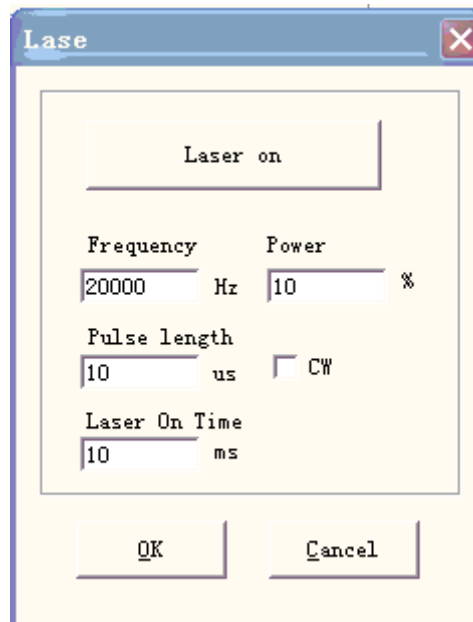 Lase
Laser on
Frequency Power
20000 Hz 10 %
Pulse length
10 us CW
Laser On Time
10 ms
OK Cancel